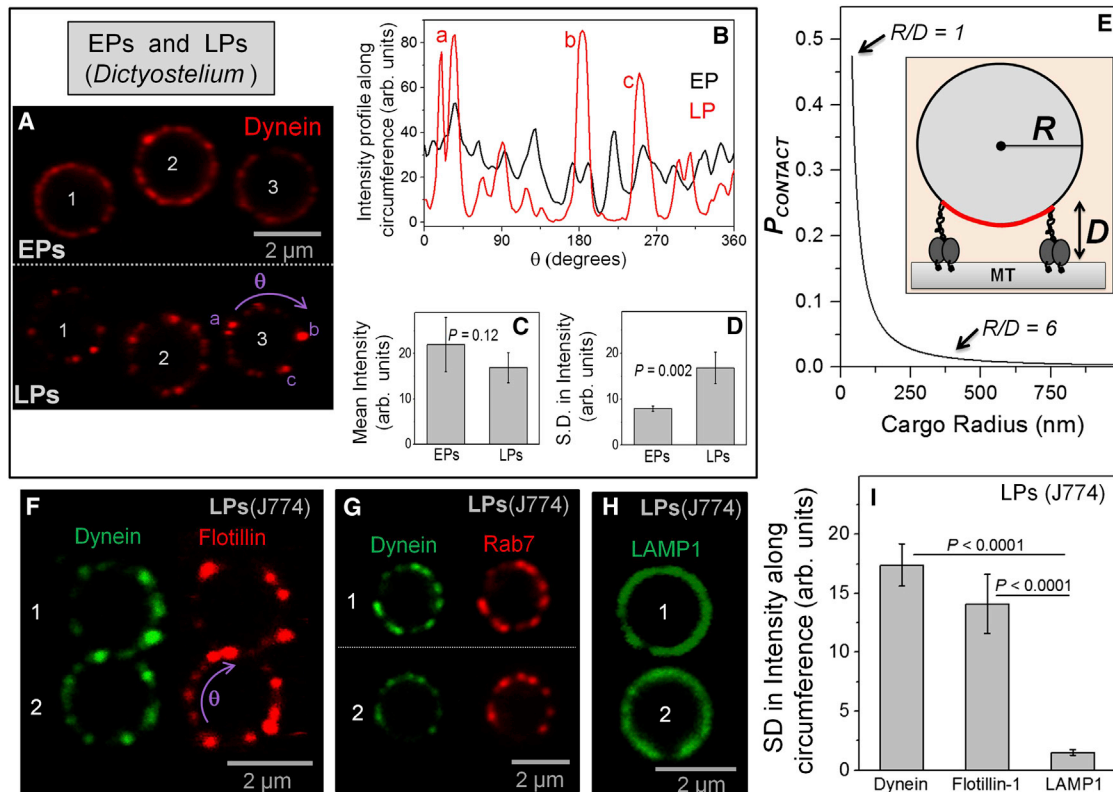 EPs and LPs
(Dictyostelium)
A
Dynein
1
2
3
2 μm
EPs
θ
a
b
c
1
2
3
LPs
B
Intensity profile along
circumference (arb. units)
80
60
40
20
0
a
b
c
EP
LP
0
90
180
270
360
θ (degrees)
C
Mean Intensity
(arb. units)
20
10
0
P = 0.12
EPs
LPs
D
S.D. in Intensity
(arb. units)
20
10
0
P = 0.002
EPs
LPs
E
PCONTACT
0.5
0.4
0.3
0.2
0.1
0.0
R/D = 1
R
D
MT
R/D = 6
0
250
500
750
Cargo Radius (nm)
F
LPs(J774)
Dynein
Flotillin
1
2
θ
2 μm
G
LPs(J774)
Dynein
Rab7
1
2
2 μm
H
LPs(J774)
LAMP1
1
2
2 μm
I
LPs (J774)
SD in Intensity along
circumference (arb. units)
20
15
10
5
0
P < 0.0001
P < 0.0001
Dynein
Flotillin-1
LAMP1